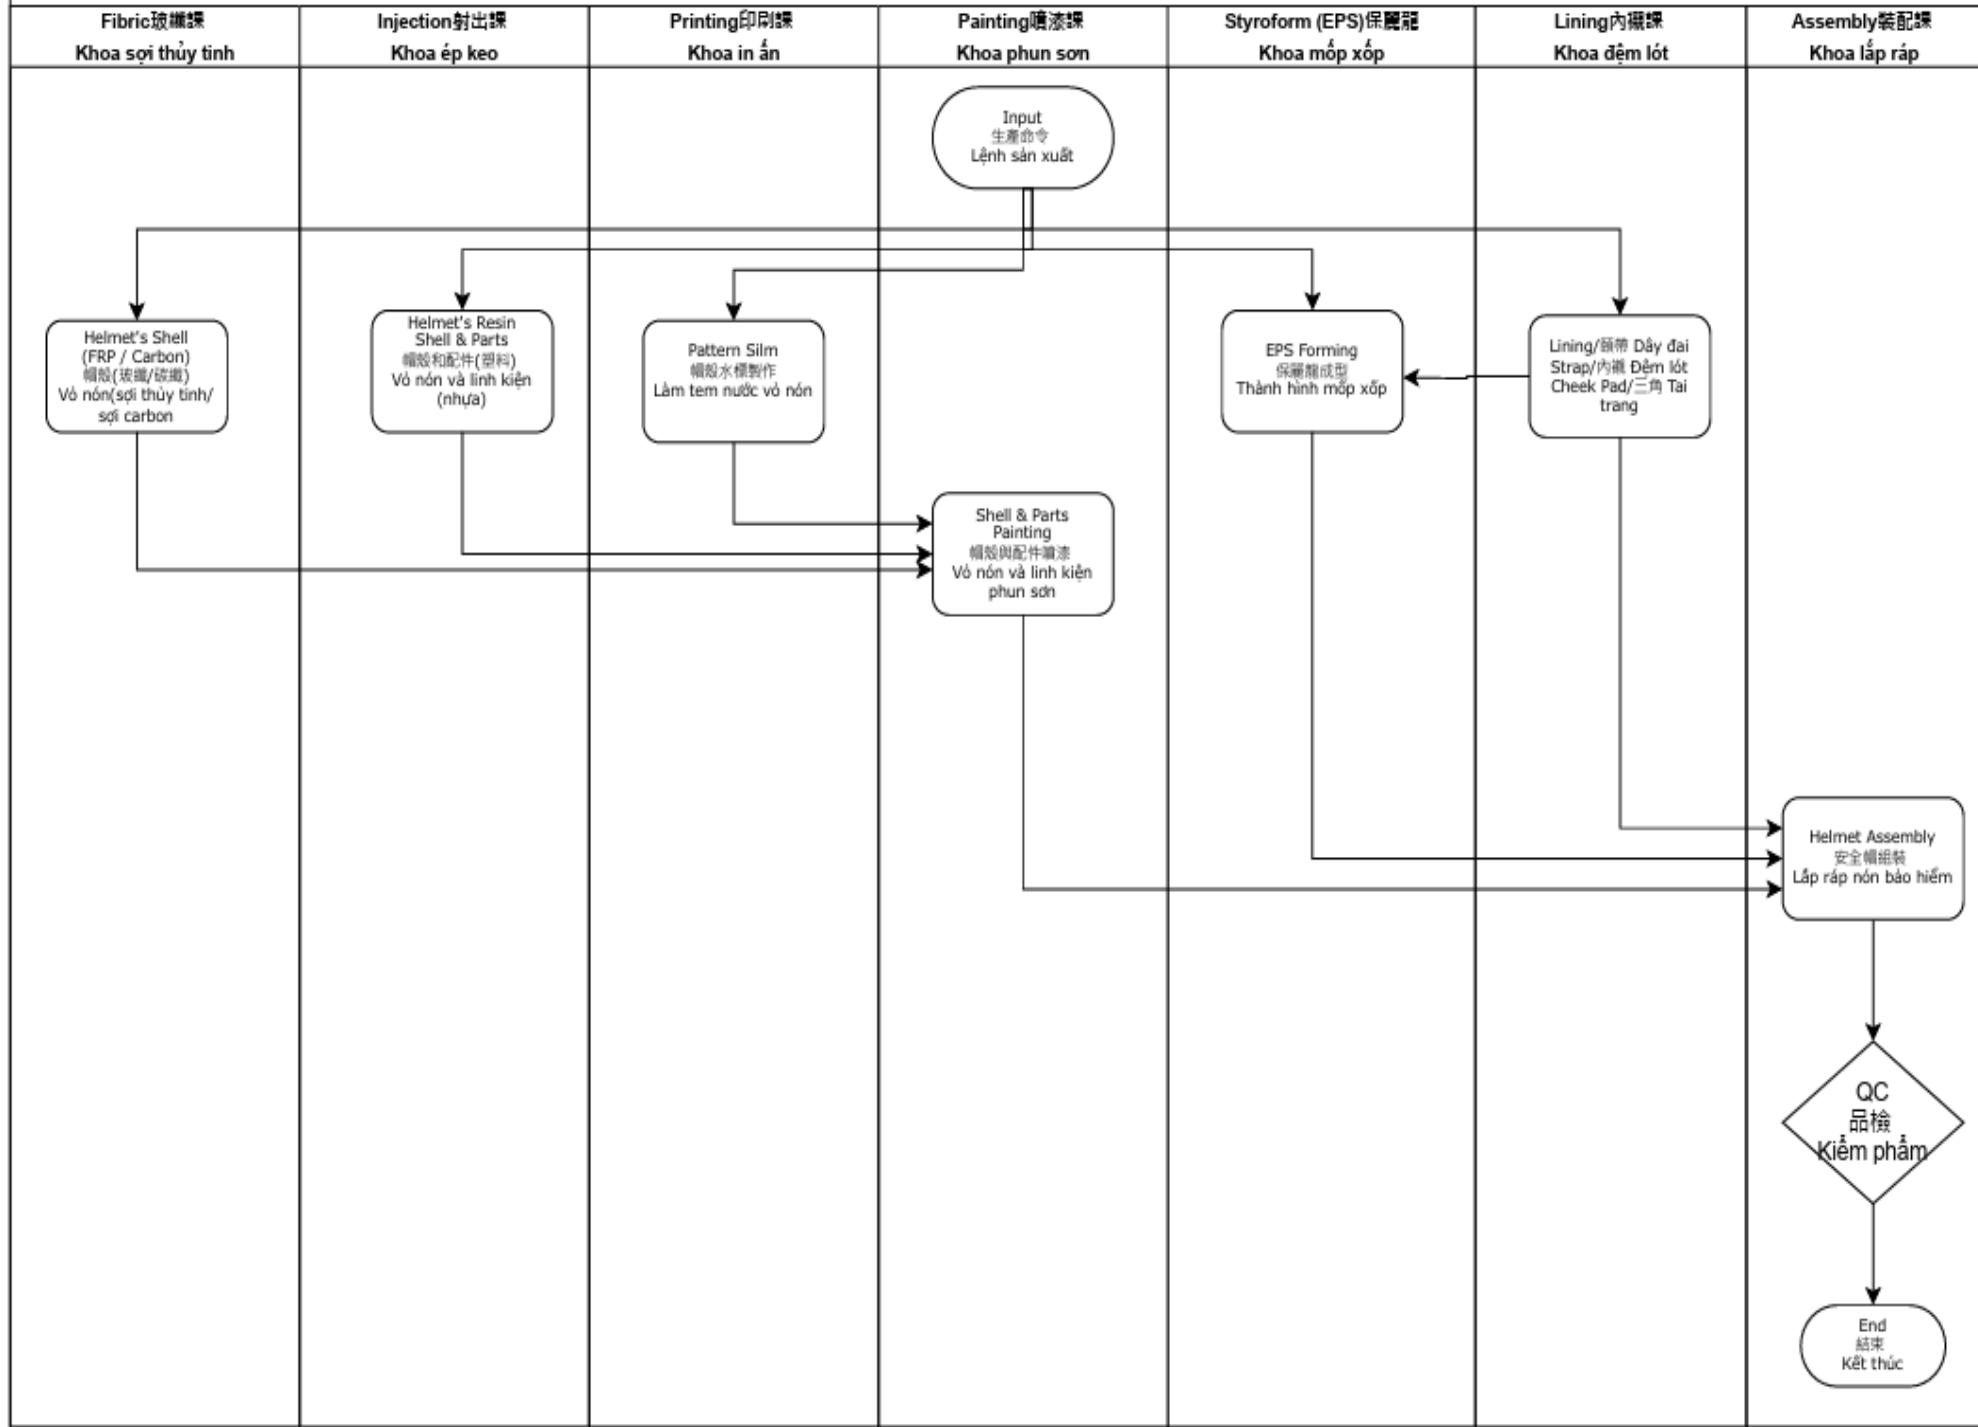 Fibric玻纖課
Khoa sợi thủy tinh
Injection射出課
Khoa ép keo
Printing印刷課
Khoa in ấn
Painting噴漆課
Khoa phun sơn
Styroform (EPS)保麗龍
Khoa mốp xốp
Lining內襯課
Khoa đệm lót
Assembly裝配課
Khoa lắp ráp
Input
生產命令
Lệnh sản xuất
Helmet's Shell
(FRP / Carbon)
帽殼(玻纖/碳纖)
Vỏ nón(sợi thủy tinh/
sợi carbon
Helmet's Resin
Shell & Parts
帽殼和配件(塑料)
Vỏ nón và linh kiện
(nhựa)
Pattern Silm
帽殼水標製作
Làm tem nước vỏ nón
EPS Forming
保麗龍成型
Thành hình mốp xốp
Lining/頤帶 Dây đai
Strap/內襯 Đệm lót
Cheek Pad/三角 Tai
trang
Shell & Parts
Painting
帽殼與配件噴漆
Vỏ nón và linh kiện
phun sơn
Helmet Assembly
安全帽組裝
Lắp ráp nón bảo hiểm
QC
品檢
Kiểm phẩm
End
結束
Kết thúc